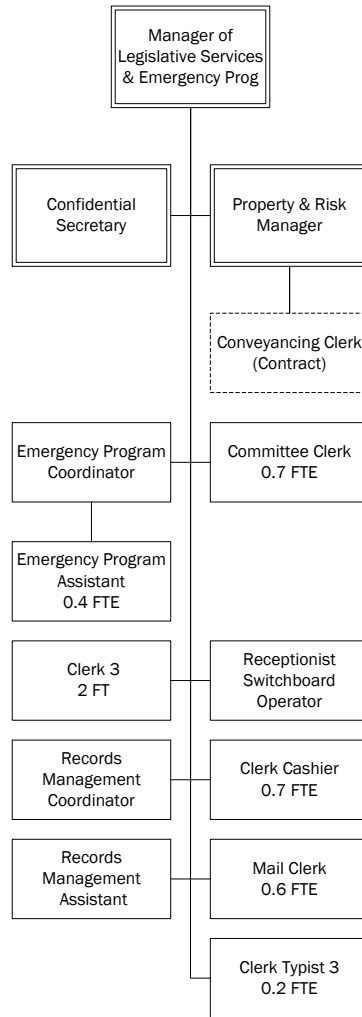 Manager of
Legislative Services
& Emergency Prog
Confidential
Secretary
Property & Risk
Manager
Conveyancing Clerk
(Contract)
Emergency Program
Coordinator
Committee Clerk
0.7 FTE
Emergency Program
Assistant
0.4 FTE
Clerk 3
2 FT
Receptionist
Switchboard
Operator
Records
Management
Coordinator
Clerk Cashier
0.7 FTE
Records
Management
Assistant
Mail Clerk
0.6 FTE
Clerk Typist 3
0.2 FTE